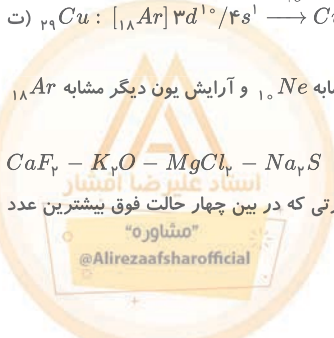 ت) ₂₉Cu : [₁₈Ar] ۳d¹⁰/۴s¹ ⟶ C
ابه ₁₀Ne و آرایش یون دیگر مشابه ₁₈Ar
CaF₂ − K₂O − MgCl₂ − Na₂S
استاد علیرضا افشار
رتی که در بین چهار حالت فوق بیشترین عدد
"مشاوره"
@Alirezaafsharofficial